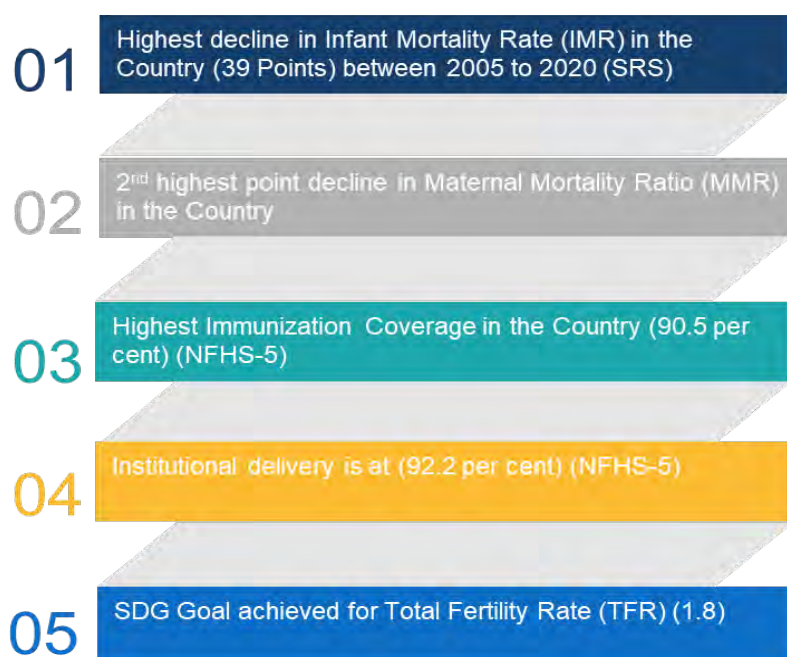 01
Highest decline in Infant Mortality Rate (IMR) in the
Country (39 Points) between 2005 to 2020 (SRS)
02
2nd highest point decline in Maternal Mortality Ratio (MMR)
in the Country
03
Highest Immunization Coverage in the Country (90.5 per
cent) (NFHS-5)
04
Institutional delivery is at (92.2 per cent) (NFHS-5)
05
SDG Goal achieved for Total Fertility Rate (TFR) (1.8)